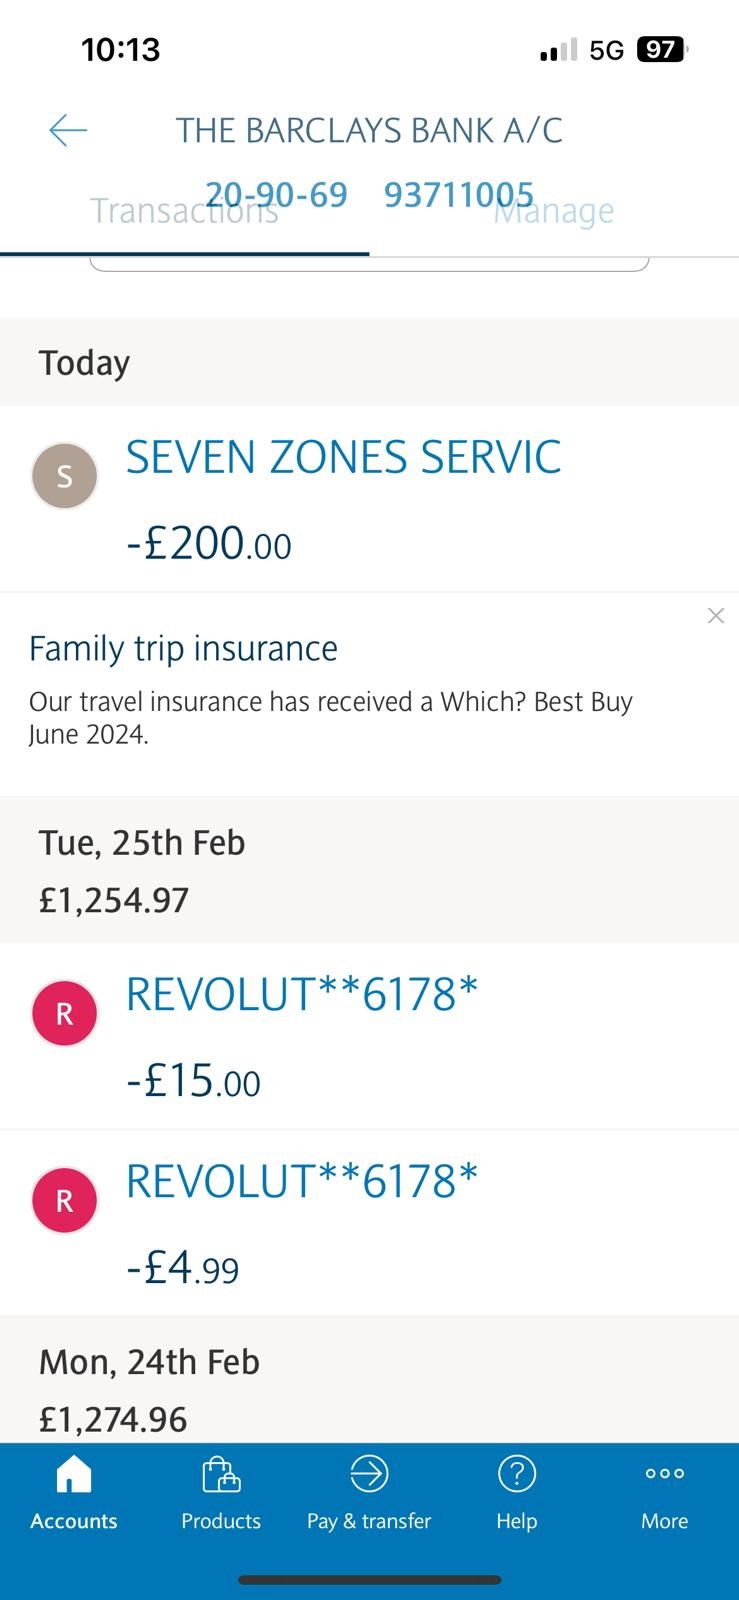 10:13
5G 97
THE BARCLAYS BANK A/C
20-90-69 93711005
Transactions Manage
Today
S
SEVEN ZONES SERVIC
-£200.00
Family trip insurance
Our travel insurance has received a Which? Best Buy
June 2024.
Tue, 25th Feb
£1,254.97
R
REVOLUT**6178*
-£15.00
R
REVOLUT**6178*
-£4.99
Mon, 24th Feb
£1,274.96
Accounts Products Pay & transfer Help More